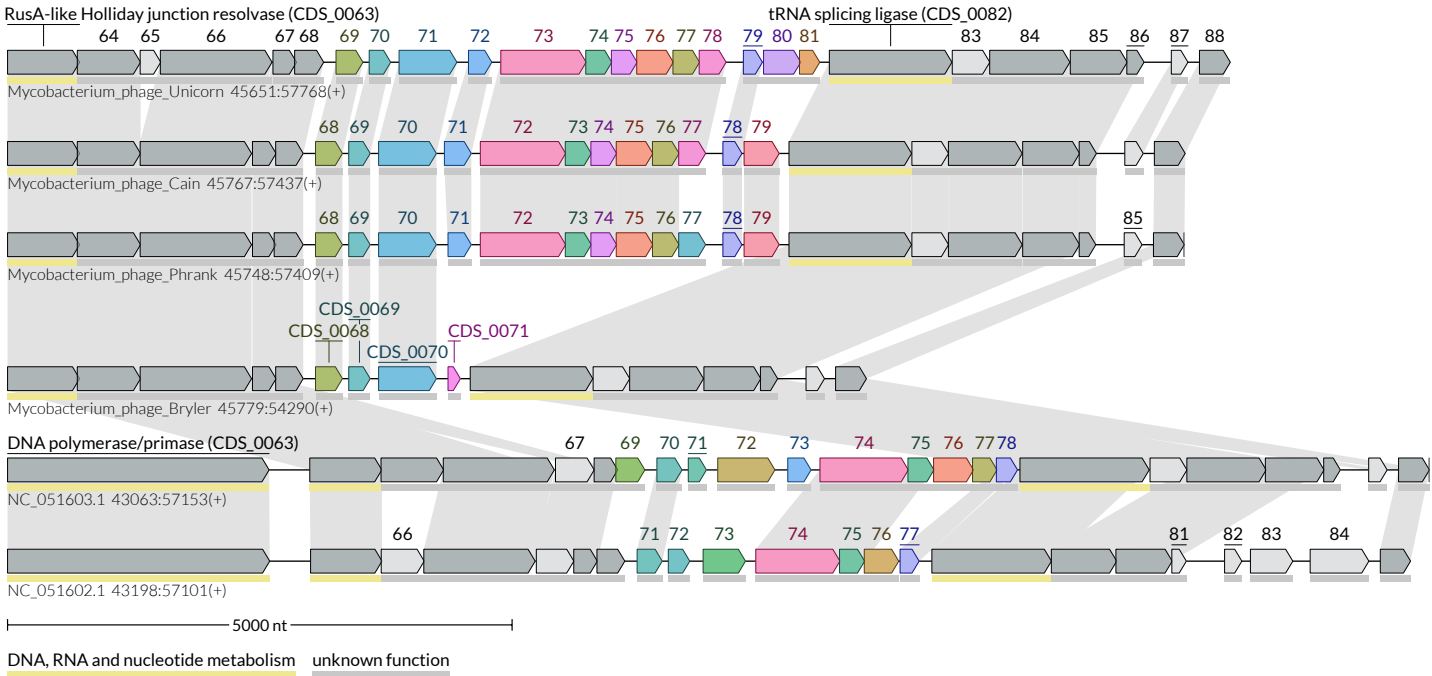 RusA-like Holliday junction resolvase (CDS_0063) tRNA splicing ligase (CDS_0082)
64 65 66 67 68 69 70 71 72 73 74 75 76 77 78 79 80 81 83 84 85 86 87 88
Mycobacterium_phage_Unicorn 45651:57768(+)
68 69 70 71 72 73 74 75 76 77 78 79
Mycobacterium_phage_Cain 45767:57437(+)
68 69 70 71 72 73 74 75 76 77 78 79 85
Mycobacterium_phage_Phrank 45748:57409(+)
CDS_0069
CDS_0068 CDS_0071
CDS_0070
Mycobacterium_phage_Bryler 45779:54290(+)
DNA polymerase/primase (CDS_0063) 67 69 70 71 72 73 74 75 76 77 78
NC_051603.1 43063:57153(+)
66 71 72 73 74 75 76 77 81 82 83 84
NC_051602.1 43198:57101(+)
5000 nt
DNA, RNA and nucleotide metabolism unknown function